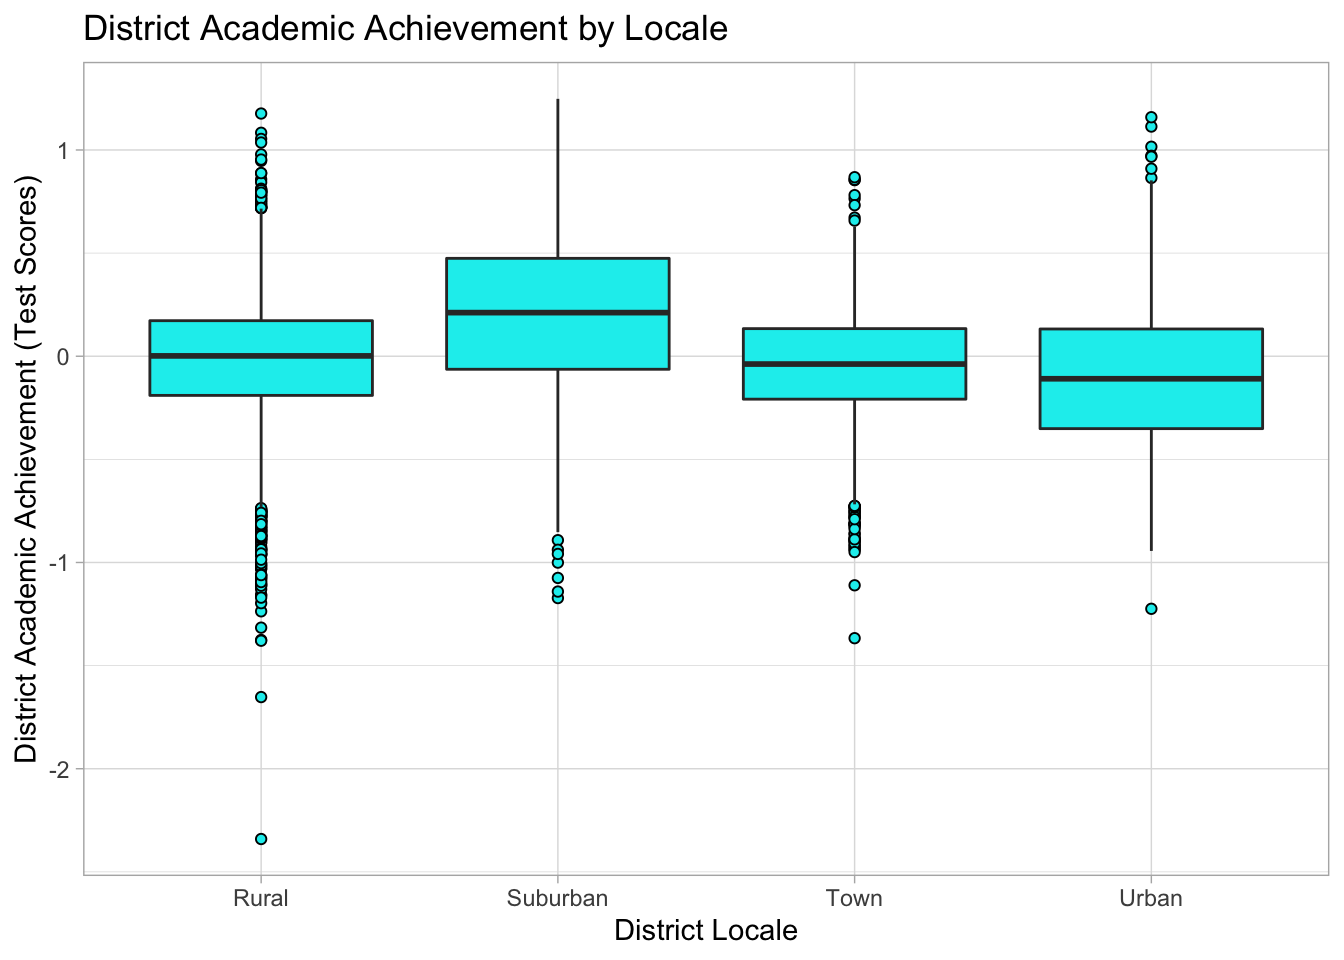 District Academic Achievement by Locale
District Academic Achievement (Test Scores)
1
0
-1
-2
Rural
Suburban
Town
Urban
District Locale